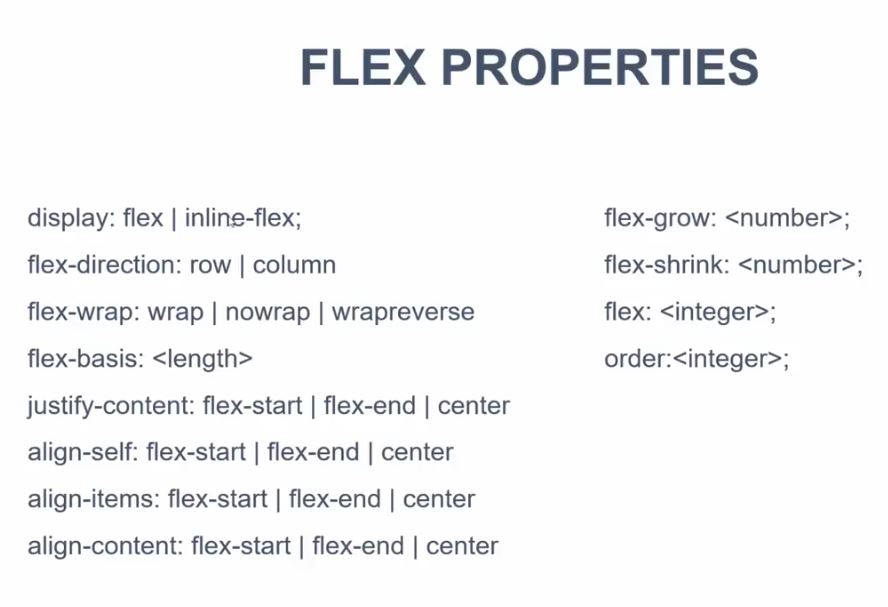 FLEX PROPERTIES
display: flex | inline-flex;
flex-direction: row | column
flex-wrap: wrap | nowrap | wrapreverse
flex-basis: <length>
justify-content: flex-start | flex-end | center
align-self: flex-start | flex-end | center
align-items: flex-start | flex-end | center
align-content: flex-start | flex-end | center
flex-grow: <number>;
flex-shrink: <number>;
flex: <integer>;
order:<integer>;